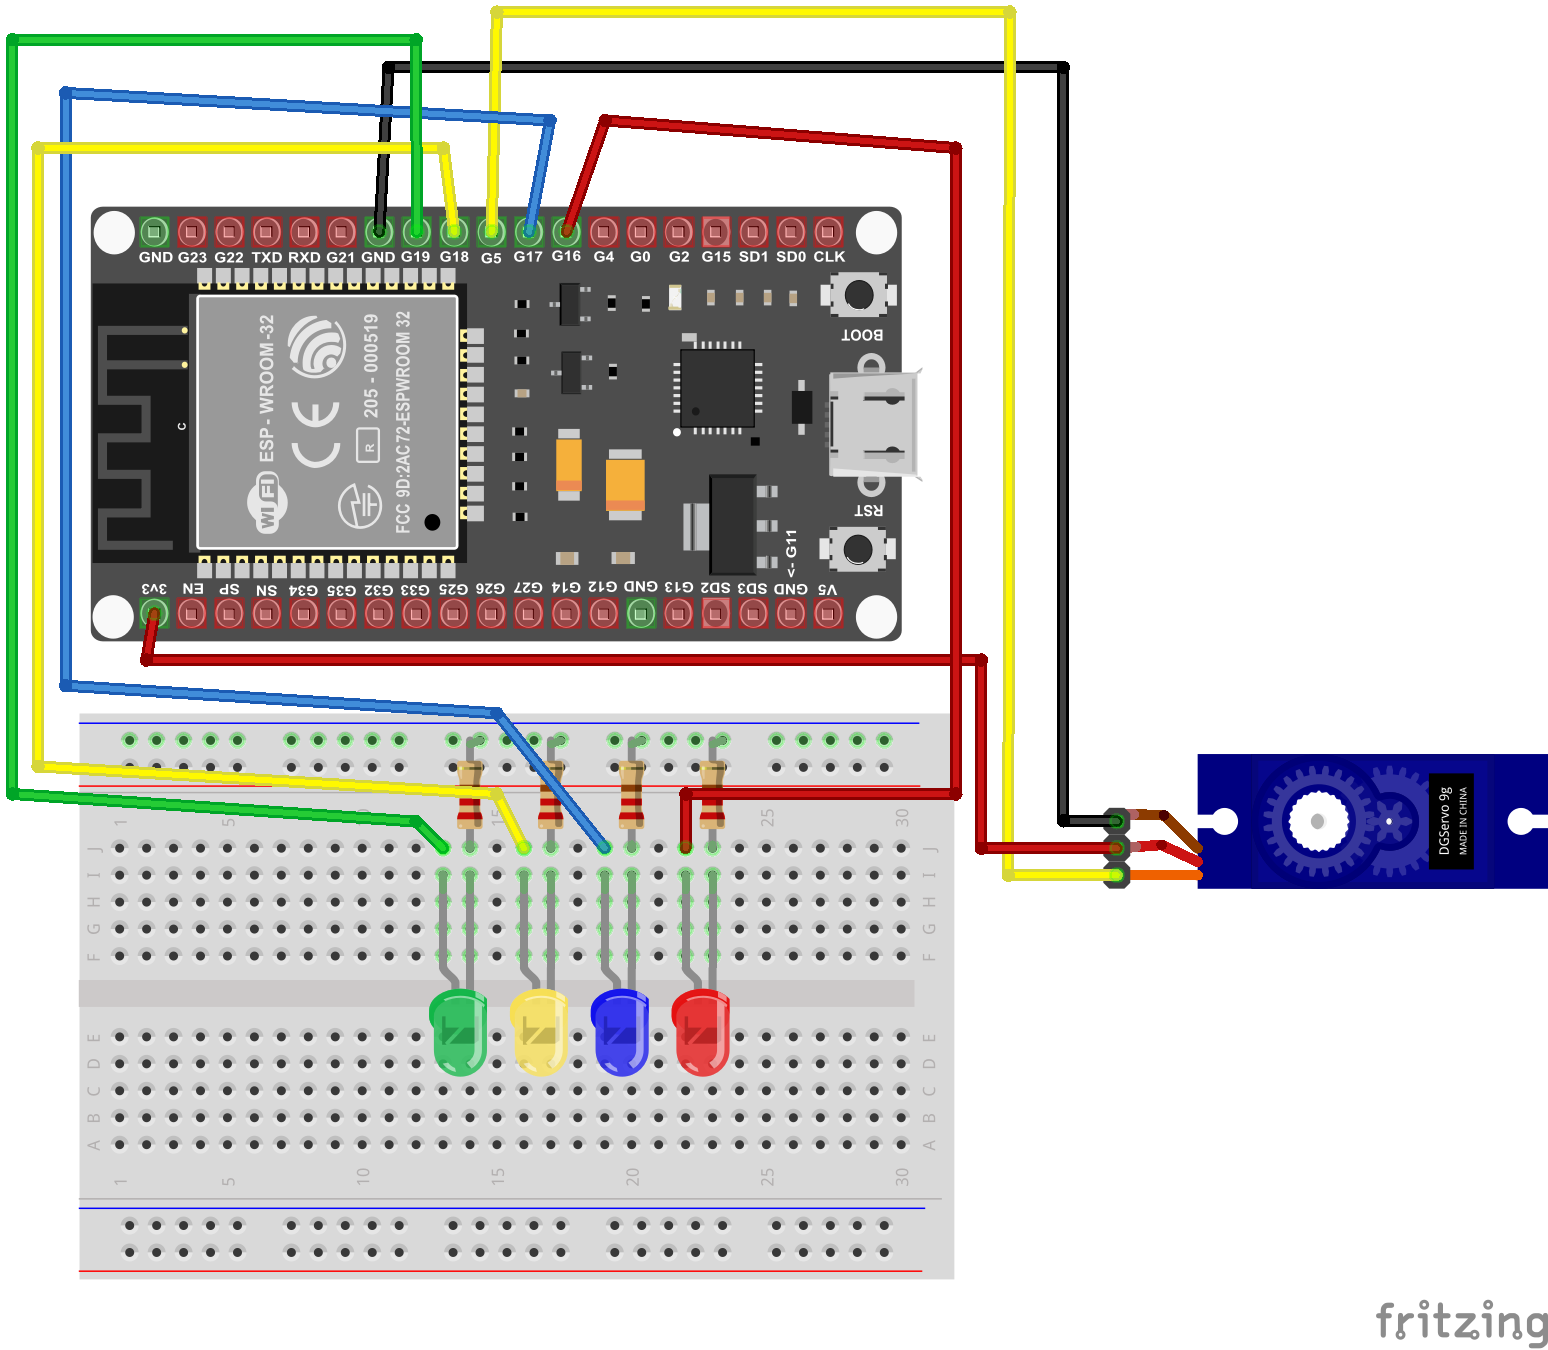 GND G23 G22 TXD RXD G21 GND G19 G18 G5 G17 G16 G4 G0 G2 G15 SD1 SD0 CLK
BOOT
WiFi
ESP - WROOM - 32
CE
R
205 - 000519
FCC 9D:2AC72-ESPWROOM 32
C
RST
<- G11
3V3 EN SP SN G34 G35 G32 G33 G25 G26 G27 G14 G12 GND G13 SD2 SD3 GND V5
1 5 15 25 30
J J
I I
H H
G G
F F
E E
D D
C C
B B
A A
1 5 10 15 20 25 30
DGServo 9g
MADE IN CHINA
fritzing